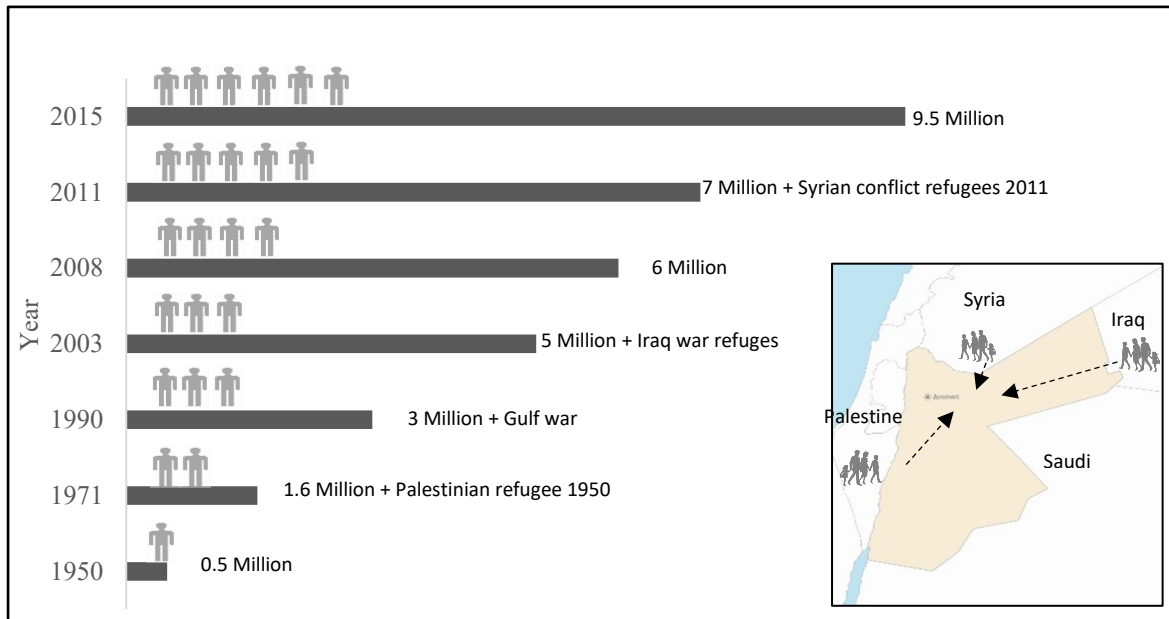 2015
9.5 Million
2011
7 Million + Syrian conflict refugees 2011
2008
6 Million
Year
2003
5 Million + Iraq war refuges
1990
3 Million + Gulf war
1971
1.6 Million + Palestinian refugee 1950
1950
0.5 Million
Syria
Iraq
Amman
Palestine
Saudi